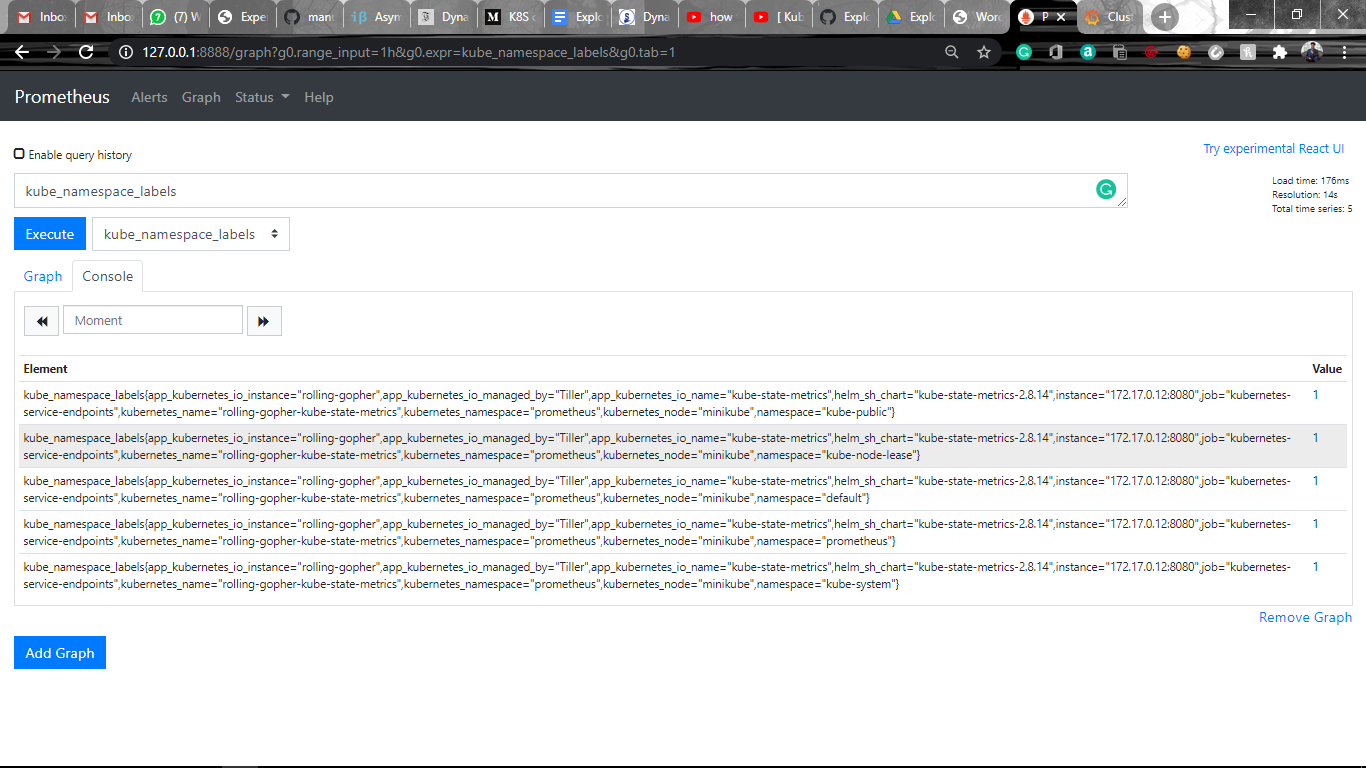 Inbo
Inbo
(7) W
Expe
man
Asym
Dyna
K8S
Explo
Dyna
how
[ Kub
Explo
Explo
Word
P
Clust
127.0.0.1:8888/graph?g0.range_input=1h&g0.expr=kube_namespace_labels&g0.tab=1
Prometheus Alerts Graph Status Help
Enable query history
Try experimental React UI
kube_namespace_labels
Load time: 176ms
Resolution: 14s
Total time series: 5
Execute kube_namespace_labels
Graph Console
Moment
Element Value
kube_namespace_labels{app_kubernetes_io_instance="rolling-gopher",app_kubernetes_io_managed_by="Tiller",app_kubernetes_io_name="kube-state-metrics",helm_sh_chart="kube-state-metrics-2.8.14",instance="172.17.0.12:8080",job="kubernetes- 1
service-endpoints",kubernetes_name="rolling-gopher-kube-state-metrics",kubernetes_namespace="prometheus",kubernetes_node="minikube",namespace="kube-public"}
kube_namespace_labels{app_kubernetes_io_instance="rolling-gopher",app_kubernetes_io_managed_by="Tiller",app_kubernetes_io_name="kube-state-metrics",helm_sh_chart="kube-state-metrics-2.8.14",instance="172.17.0.12:8080",job="kubernetes- 1
service-endpoints",kubernetes_name="rolling-gopher-kube-state-metrics",kubernetes_namespace="prometheus",kubernetes_node="minikube",namespace="kube-node-lease"}
kube_namespace_labels{app_kubernetes_io_instance="rolling-gopher",app_kubernetes_io_managed_by="Tiller",app_kubernetes_io_name="kube-state-metrics",helm_sh_chart="kube-state-metrics-2.8.14",instance="172.17.0.12:8080",job="kubernetes- 1
service-endpoints",kubernetes_name="rolling-gopher-kube-state-metrics",kubernetes_namespace="prometheus",kubernetes_node="minikube",namespace="default"}
kube_namespace_labels{app_kubernetes_io_instance="rolling-gopher",app_kubernetes_io_managed_by="Tiller",app_kubernetes_io_name="kube-state-metrics",helm_sh_chart="kube-state-metrics-2.8.14",instance="172.17.0.12:8080",job="kubernetes- 1
service-endpoints",kubernetes_name="rolling-gopher-kube-state-metrics",kubernetes_namespace="prometheus",kubernetes_node="minikube",namespace="prometheus"}
kube_namespace_labels{app_kubernetes_io_instance="rolling-gopher",app_kubernetes_io_managed_by="Tiller",app_kubernetes_io_name="kube-state-metrics",helm_sh_chart="kube-state-metrics-2.8.14",instance="172.17.0.12:8080",job="kubernetes- 1
service-endpoints",kubernetes_name="rolling-gopher-kube-state-metrics",kubernetes_namespace="prometheus",kubernetes_node="minikube",namespace="kube-system"}
Remove Graph
Add Graph